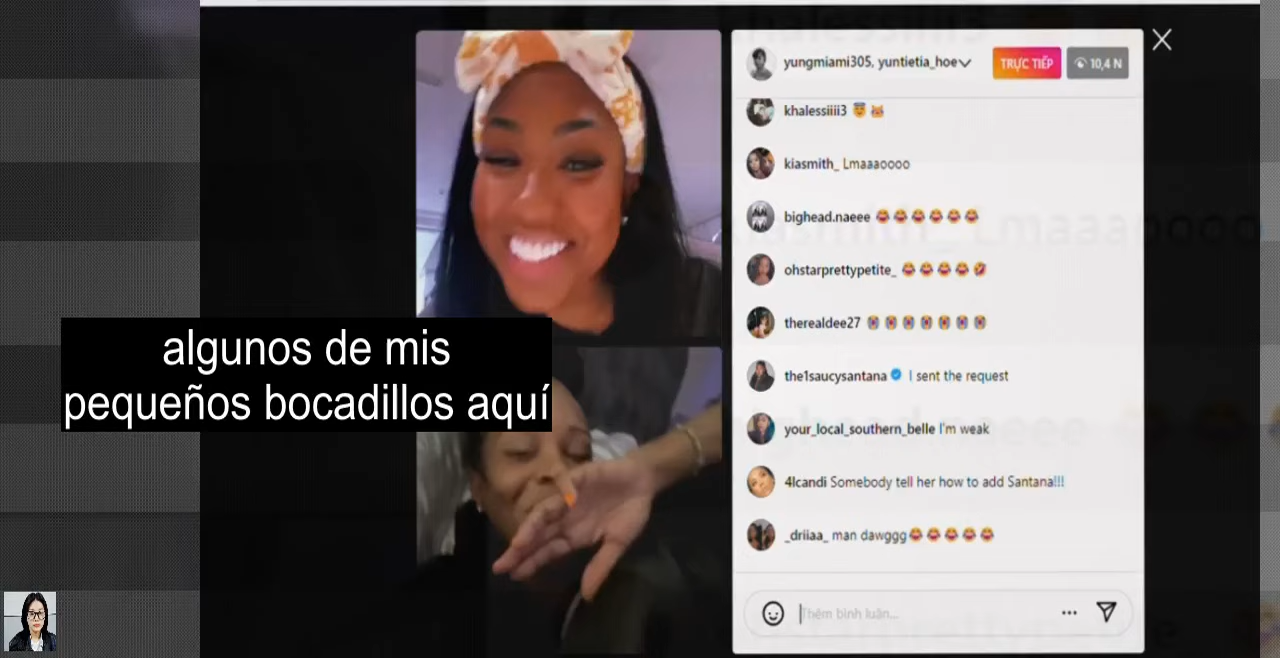 yungmiami305, yuntietia_hoe
TRỰC TIẾP
10,4 N
khalessiiii3 😇 😹
kiasmith_ Lmaaaoooo
bighead.naeee 😂😂😂😂😂😂
ohstarprettypetite_ 😂😂😂😂🤣
therealdee27 😭😭😭😭😭😭😭
the1saucysantana I sent the request
your_local_southern_belle I'm weak
4lcandi Somebody tell her how to add Santana!!!
_driiaa_ man dawggg😂😂😂😂😂
Thêm bình luận...
algunos de mis
pequeños bocadillos aquí